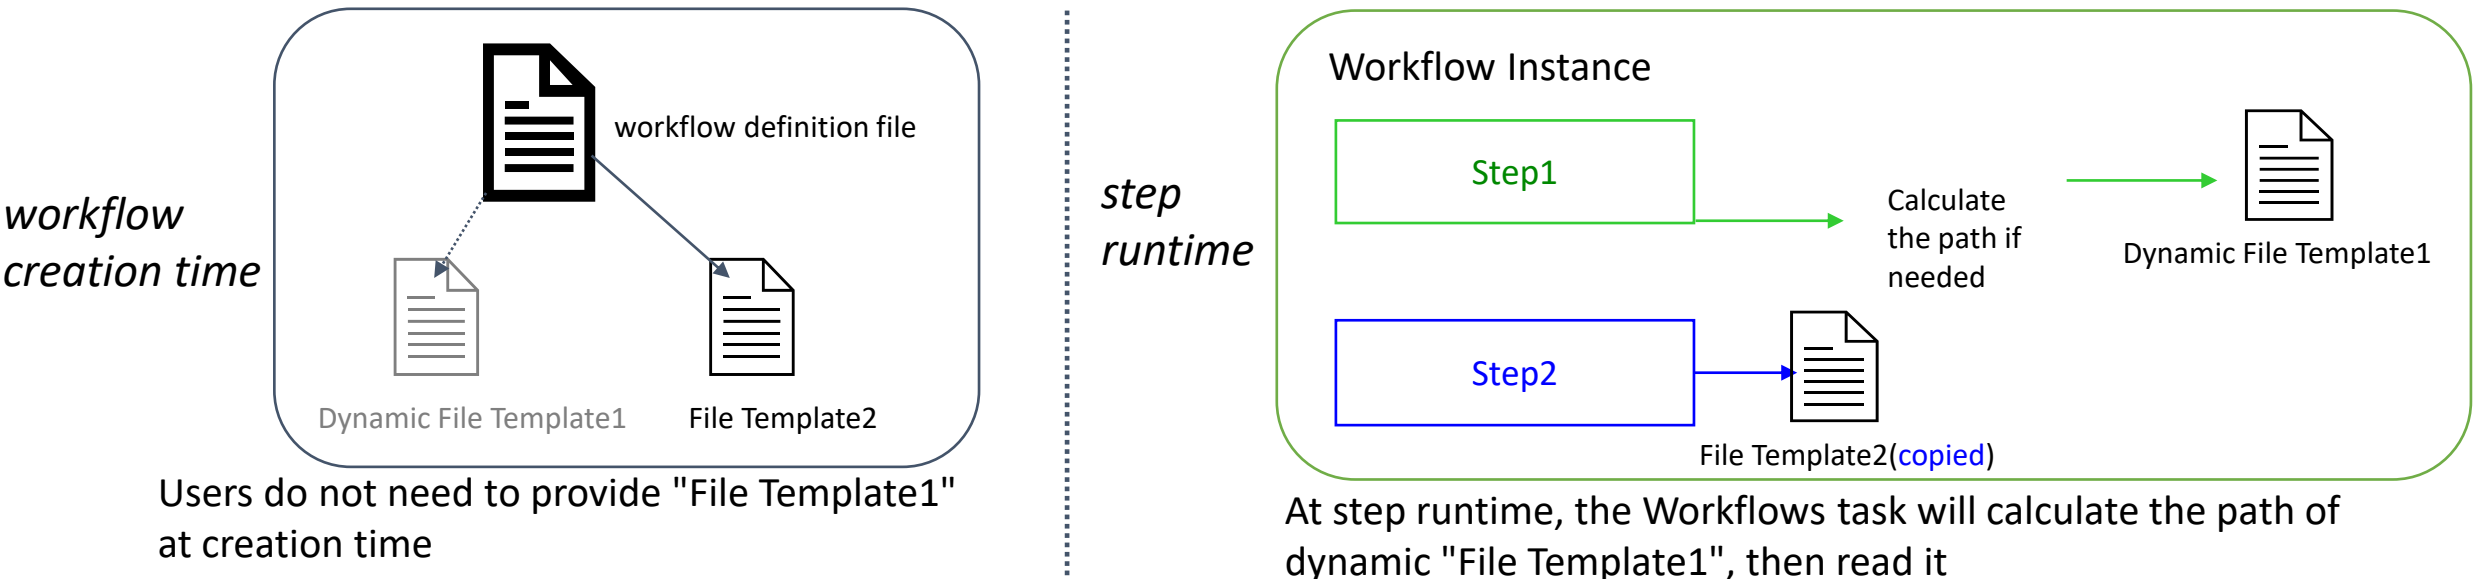 workflow
creation time
workflow definition file
Dynamic File Template1
File Template2
Users do not need to provide "File Template1"
at creation time
step
runtime
Workflow Instance
Step1
Calculate
the path if
needed
Dynamic File Template1
Step2
File Template2(copied)
At step runtime, the Workflows task will calculate the path of
dynamic "File Template1", then read it